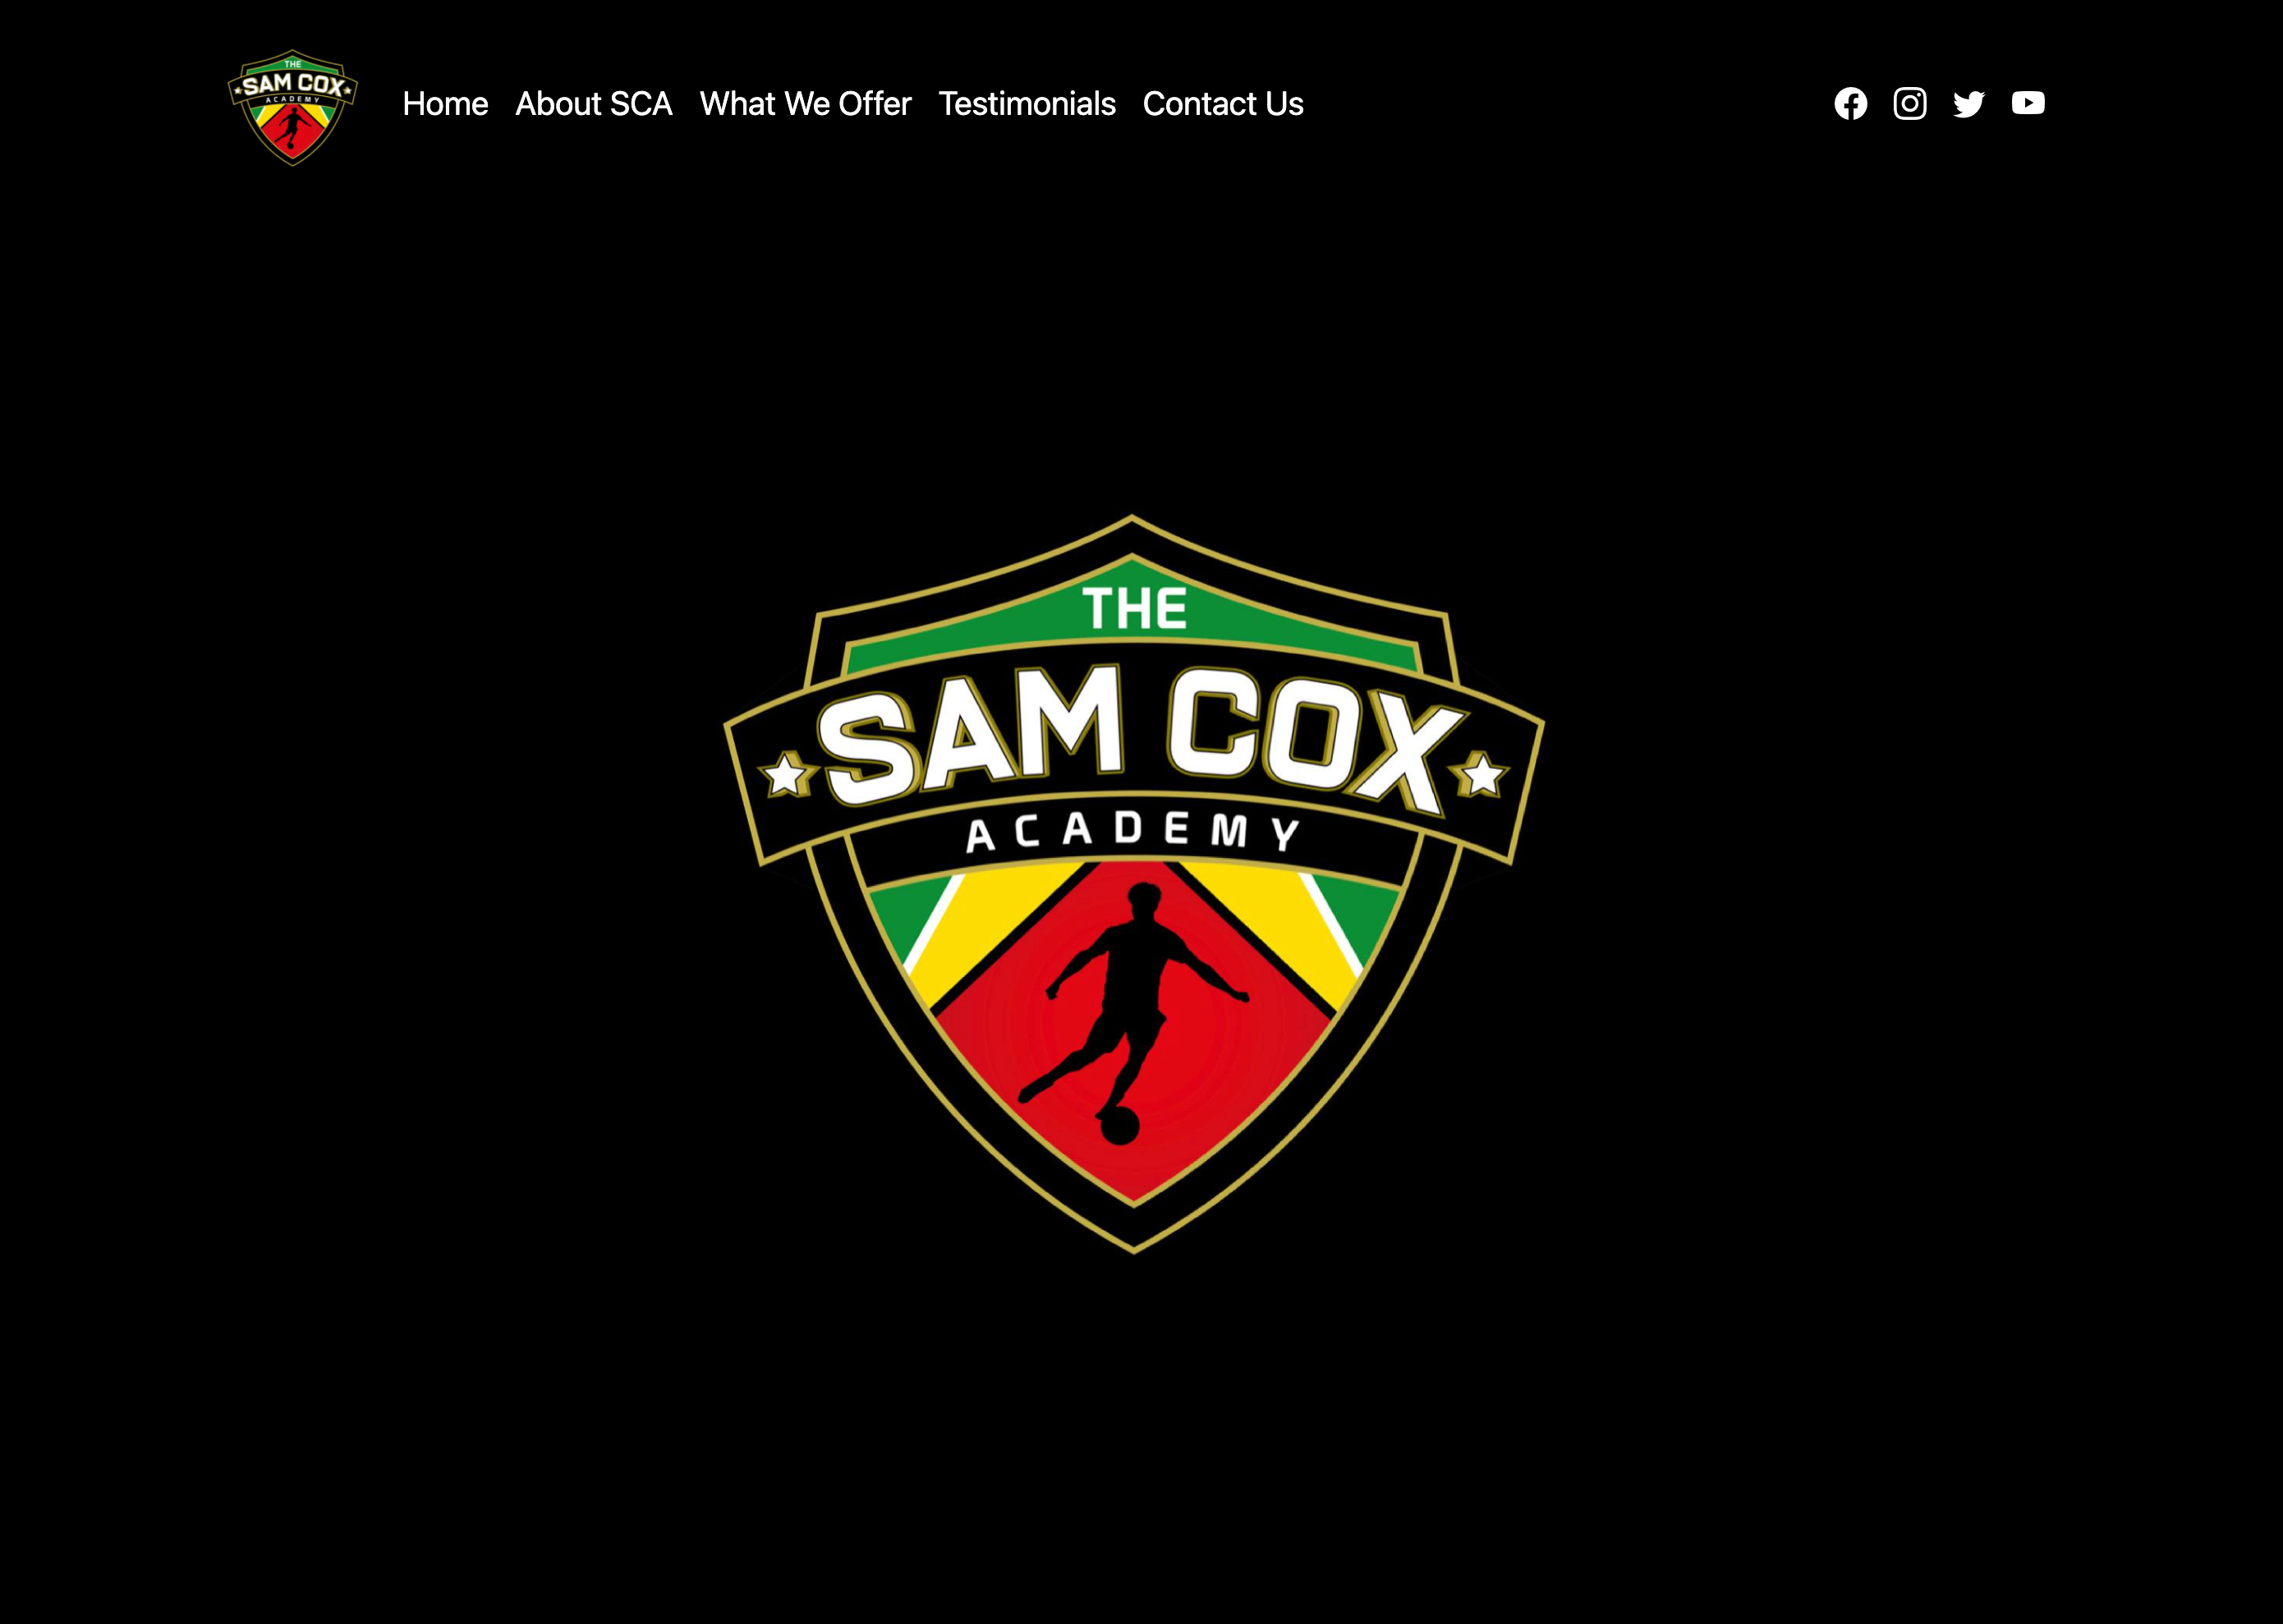 THE
SAM COX
ACADEMY
Home About SCA What We Offer Testimonials Contact Us
THE
SAM COX
ACADEMY